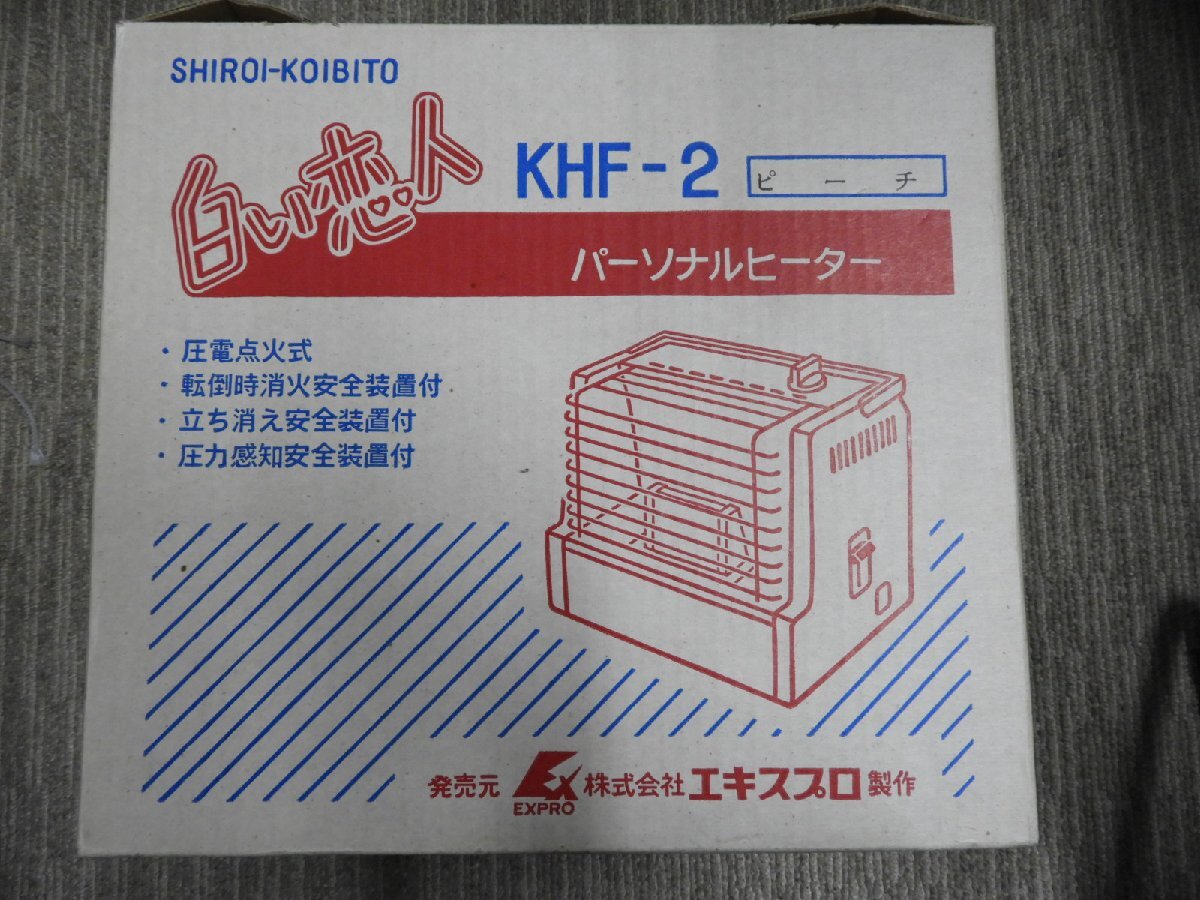 SHIROI-KOIBITO
白い恋人
KHF-2
ピーチ
パーソナルヒーター
・圧電点火式
・転倒時消火安全装置付
・立ち消え安全装置付
・圧力感知安全装置付
発売元 EX EXPRO 株式会社エキスプロ製作